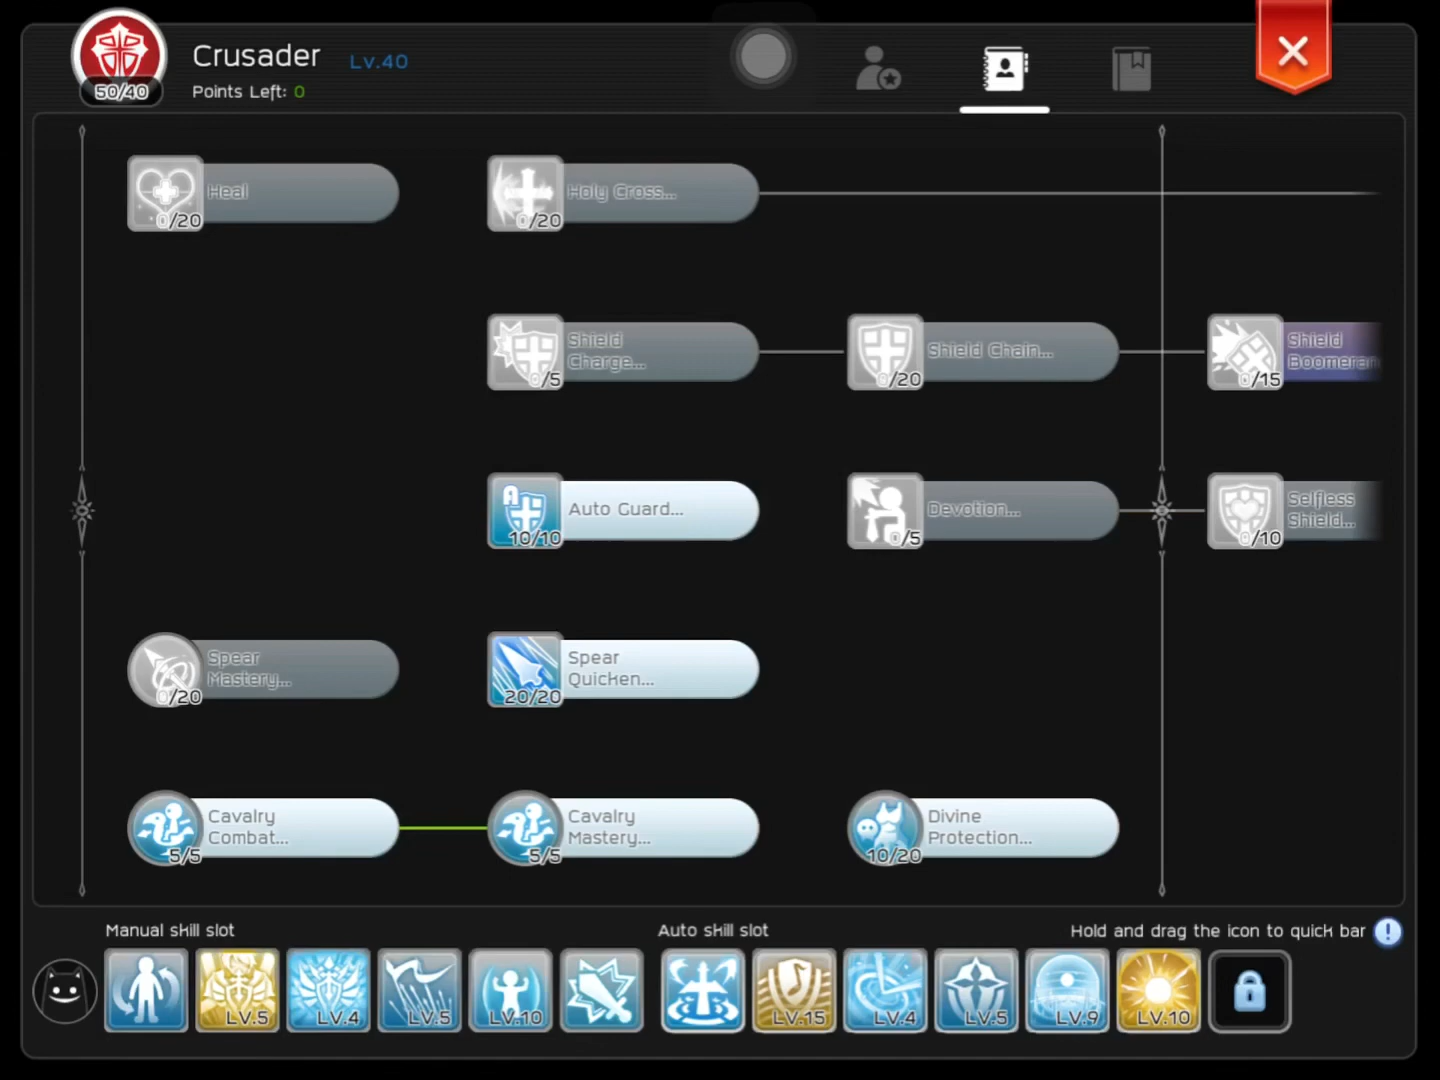 Crusader Lv.40
50/40 Points Left: 0
Heal
0/20
Holy Cross...
0/20
Shield
Charge...
0/5
Shield Chain...
0/20
Shield
Boomeran
0/15
Auto Guard...
10/10
Devotion...
0/5
Selfless
Shield...
0/10
Spear
Mastery...
0/20
Spear
Quicken...
20/20
Cavalry
Combat...
5/5
Cavalry
Mastery...
5/5
Divine
Protection...
10/20
Manual skill slot
Auto skill slot
Hold and drag the icon to quick bar
LV.5
LV.4
LV.5
LV.10
LV.15
LV.4
LV.5
LV.9
LV.10